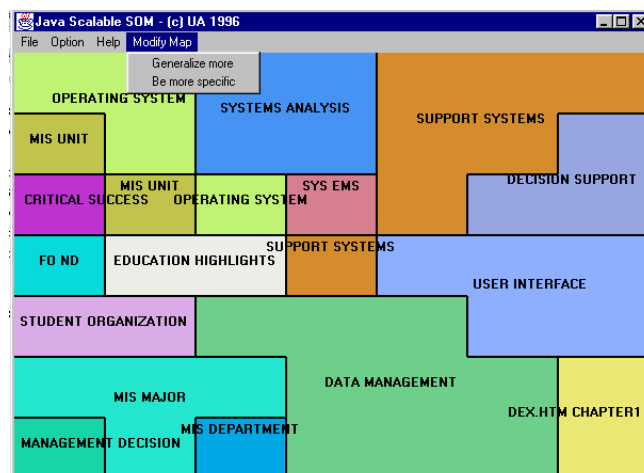 Java Scalable SOM - (c) UA 1996
File Option Help Modify Map
Generalize more
Be more specific
OPERATING SYSTEM
SYSTEMS ANALYSIS
SUPPORT SYSTEMS
MIS UNIT
DECISION SUPPORT
CRITICAL SUCCESS
MIS UNIT
OPERATING SYSTEM
SYS EMS
SUPPORT SYSTEMS
FO ND
EDUCATION HIGHLIGHTS
USER INTERFACE
STUDENT ORGANIZATION
DATA MANAGEMENT
MIS MAJOR
DEX.HTM CHAPTER1
MIS DEPARTMENT
MANAGEMENT DECISION